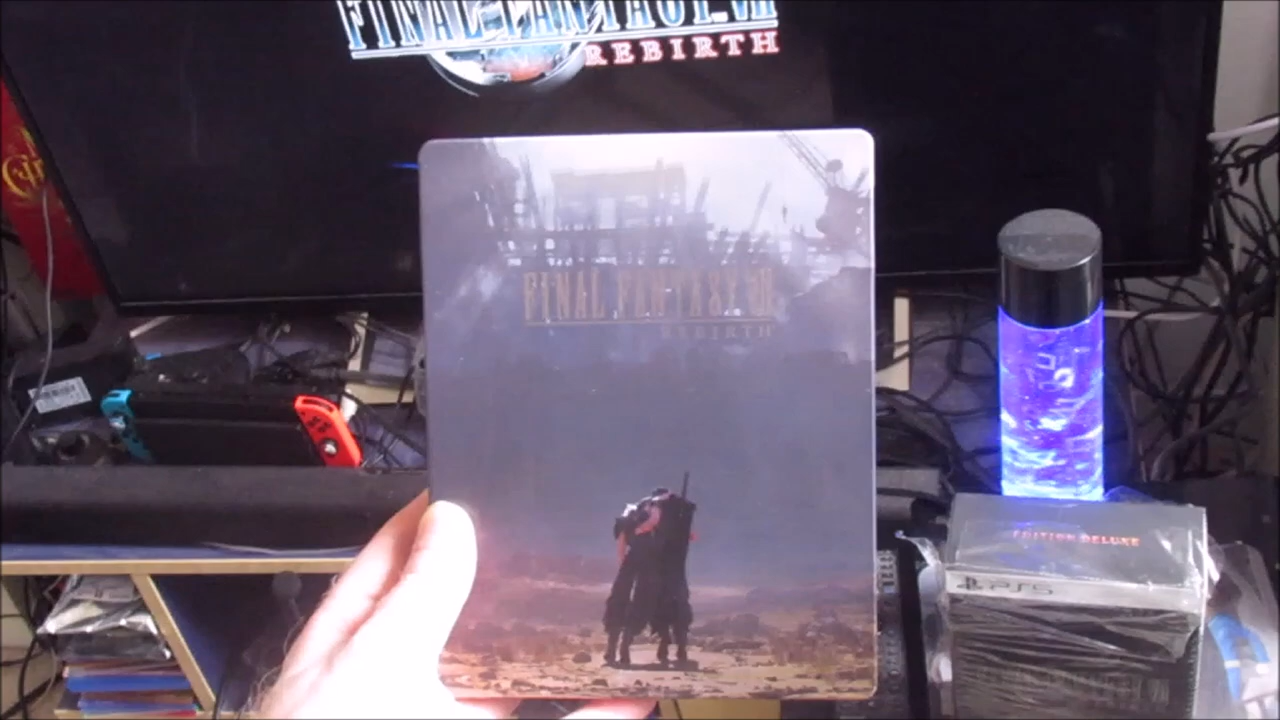 FINAL FANTASY VII
REBIRTH
FINAL FANTASY VII
REBIRTH
EDITION DELUXE
PS5